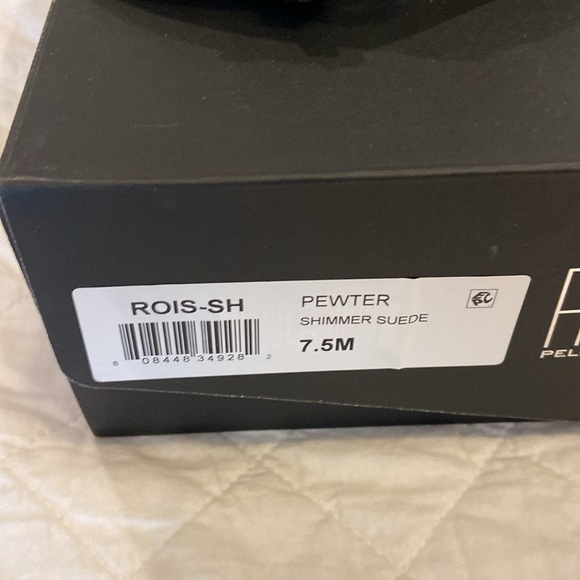 ROIS-SH
PEWTER
SHIMMER SUEDE
7.5M
6 08448 34928 2
PEL